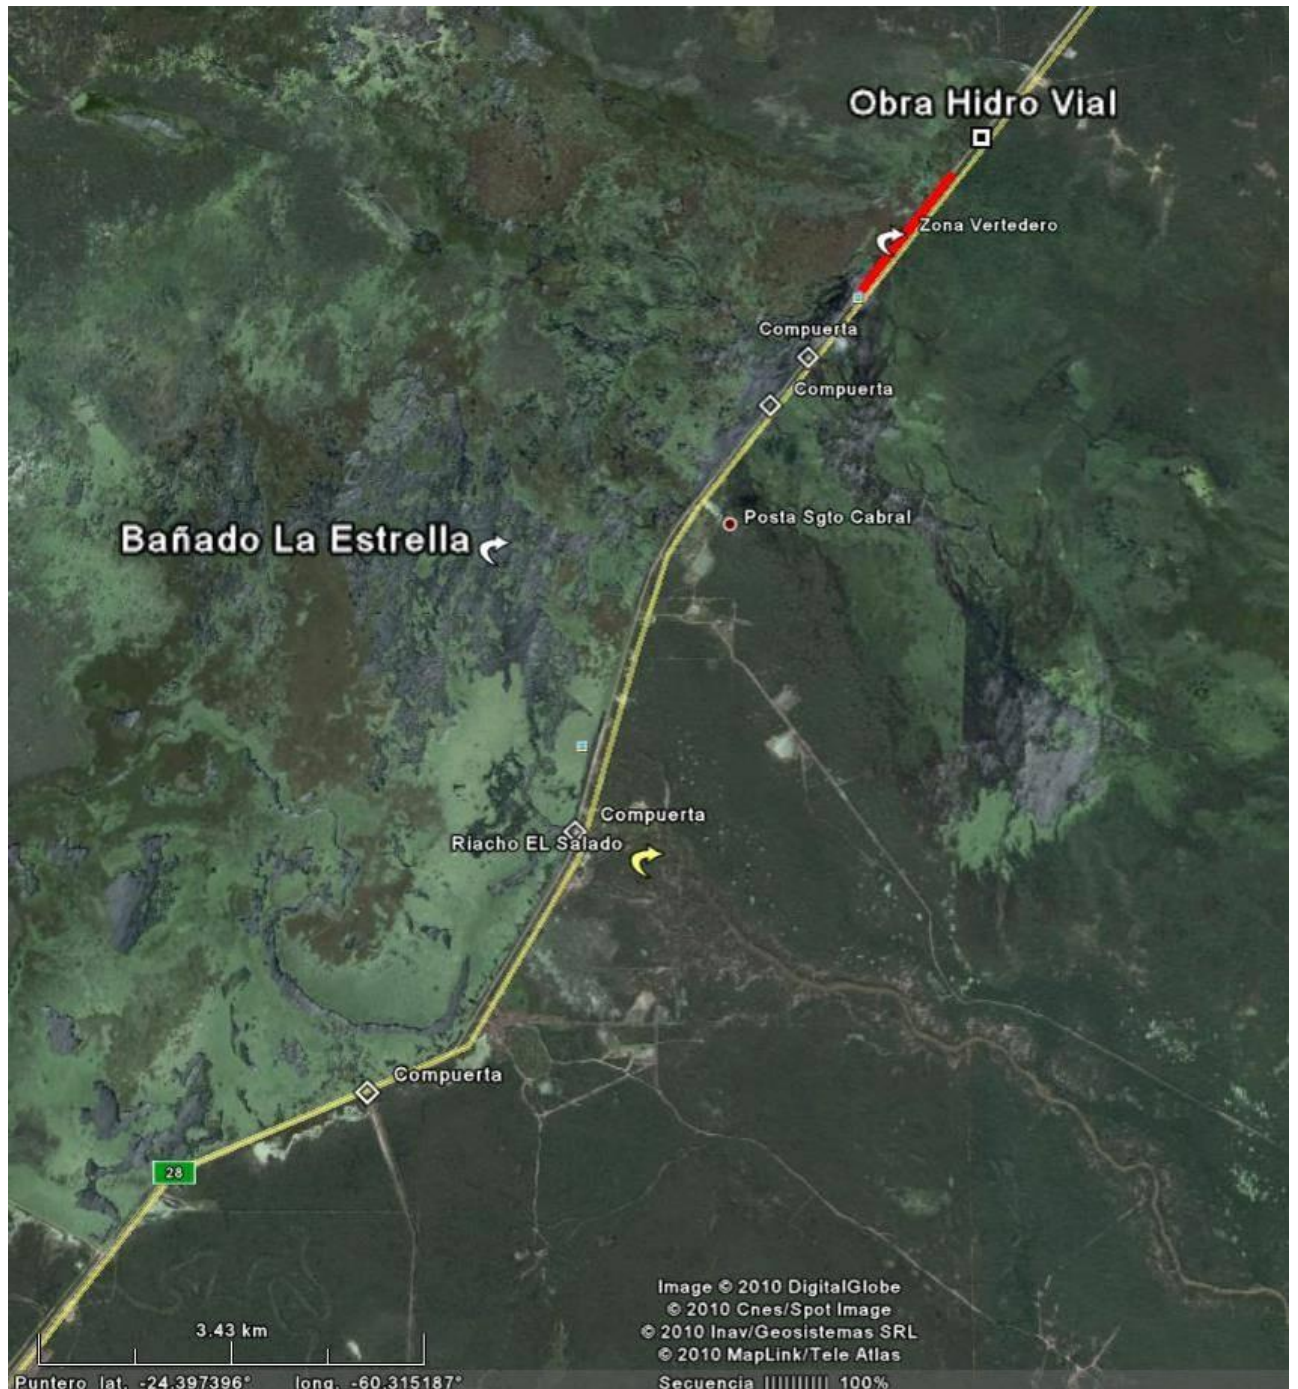 Obra Hidro Vial
Zona Vertedero
Compuerta
Compuerta
Posta Sgto Cabral
Bañado La Estrella
Compuerta
Riacho EL Salado
Compuerta
28
Image © 2010 DigitalGlobe
© 2010 Cnes/Spot Image
© 2010 Inav/Geosistemas SRL
© 2010 MapLink/Tele Atlas
3.43 km
Puntero lat. -24.397396° long. -60.315187° Secuencia |||||||||| 100%